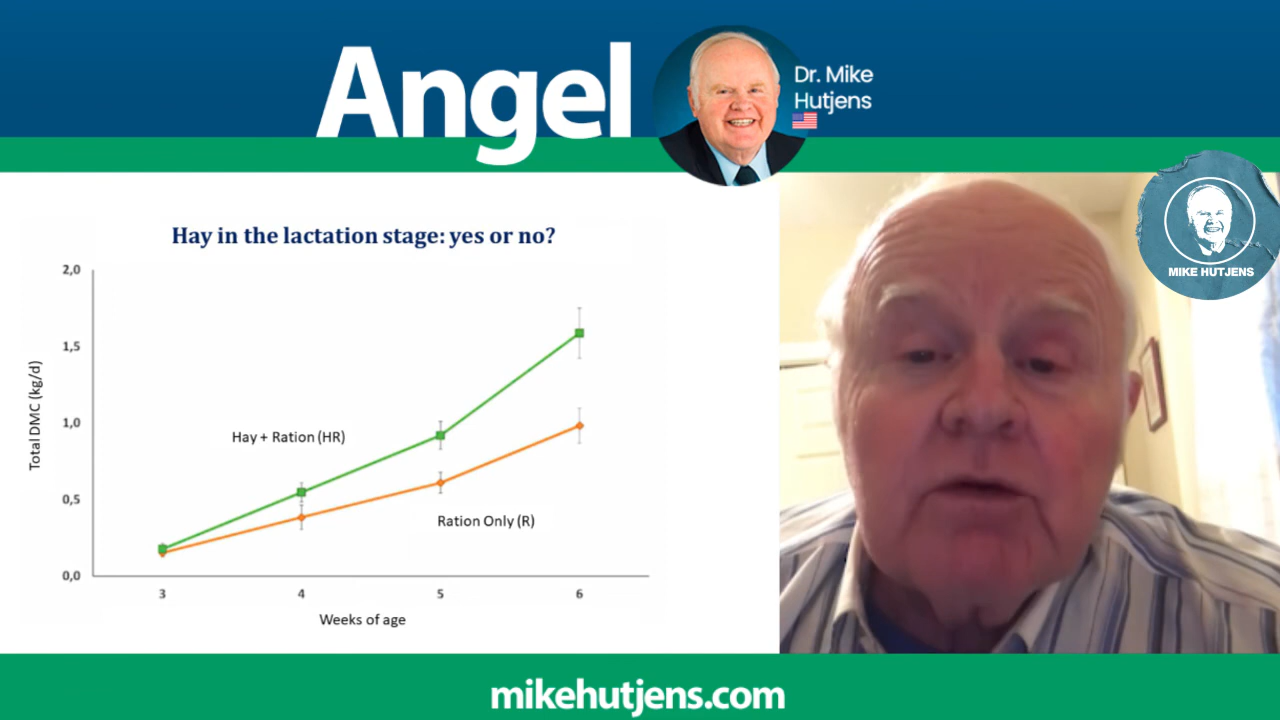 Angel
Dr. Mike
Hutjens
MIKE HUTJENS
Hay in the lactation stage: yes or no?
Total DMC (kg/d)
2,0
1,5
1,0
0,5
0,0
Hay + Ration (HR)
Ration Only (R)
3 4 5 6
Weeks of age
mikehutjens.com